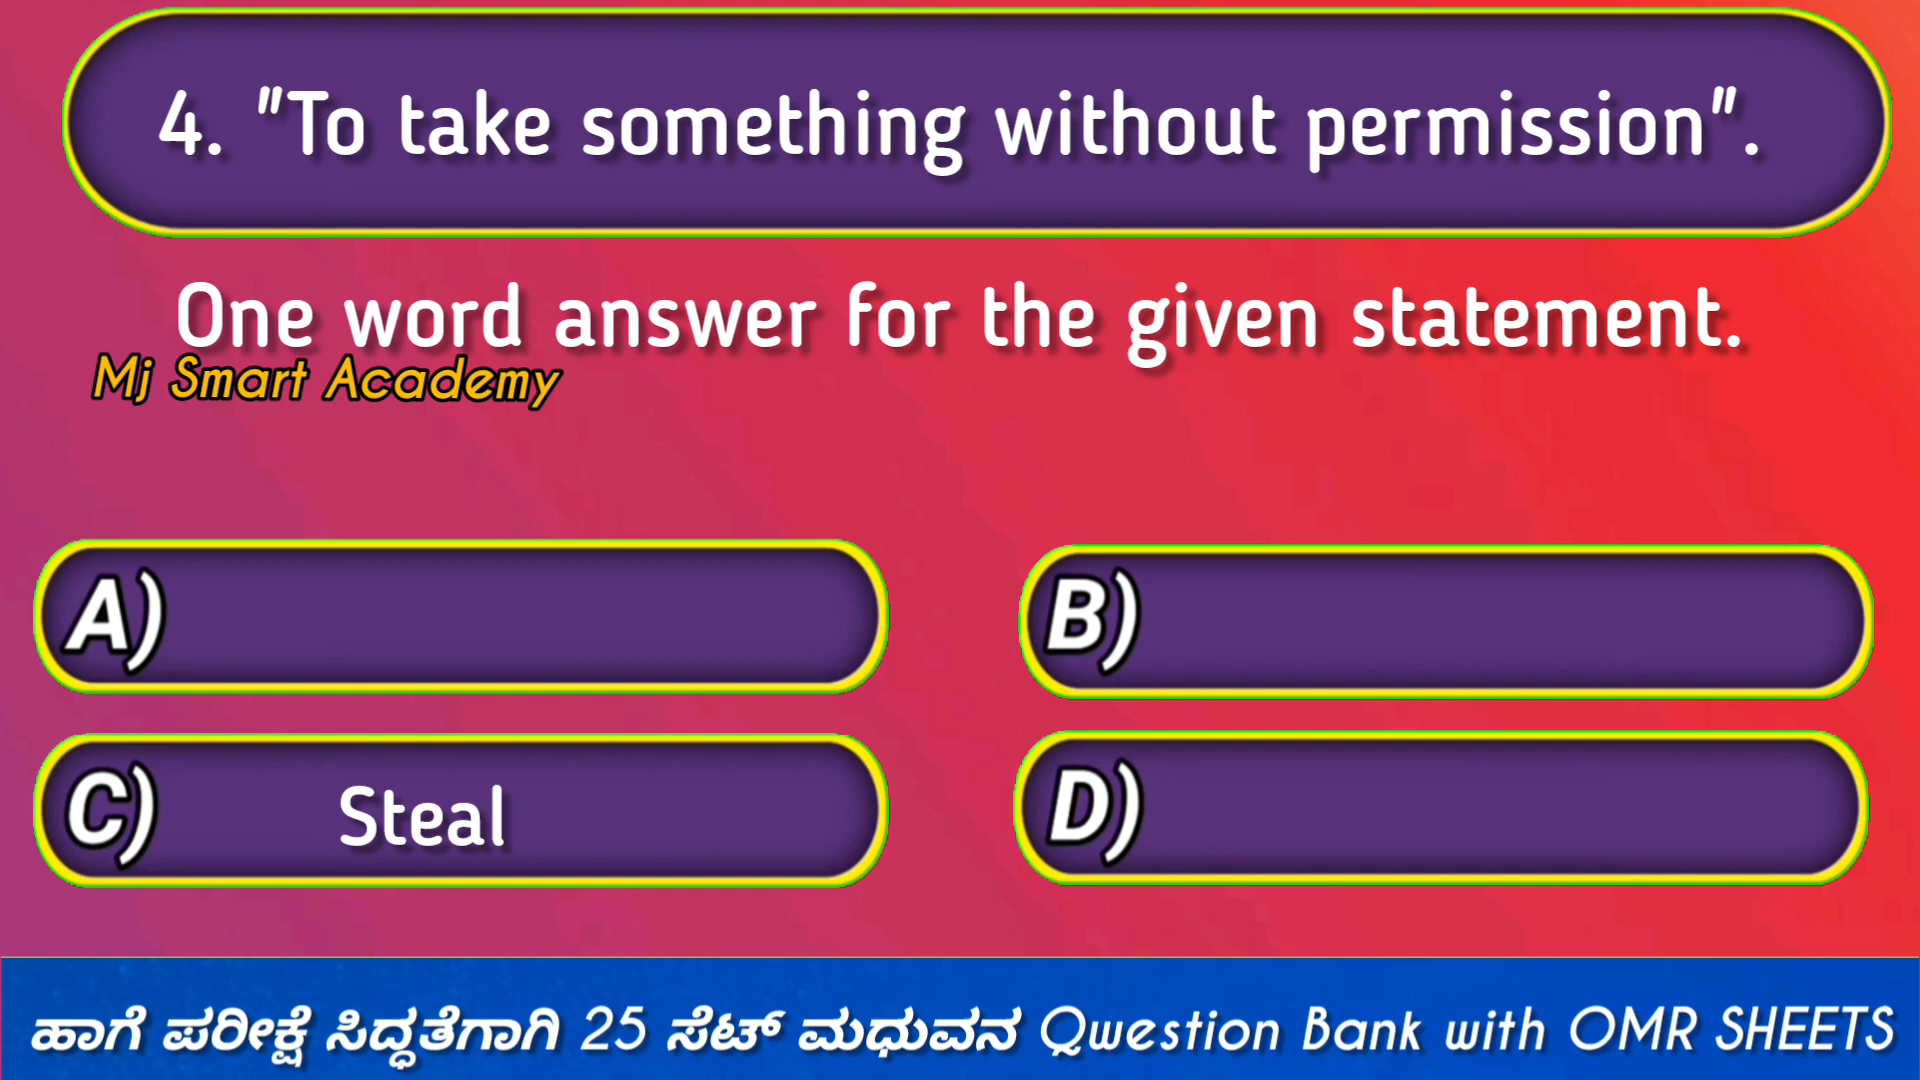 4. "To take something without permission".
One word answer for the given statement.
Mj Smart Academy
A)
B)
C) Steal
D)
ಹಾಗೆ ಪರೀಕ್ಷೆ ಸಿದ್ಧತೆಗಾಗಿ 25 ಸೆಟ್ ಮಧುವನ Qwestion Bank with OMR SHEETS